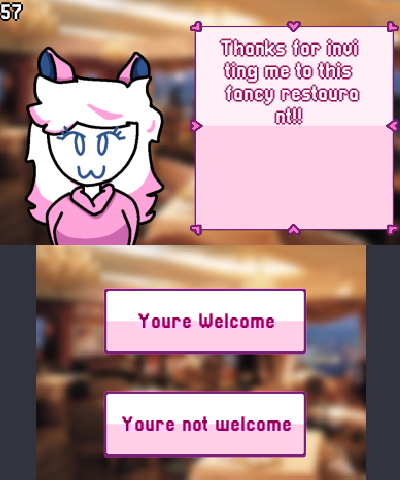 57
Thanks for invi
ting me to this
fancy restaura
nt!!
Youre Welcome
Youre not welcome